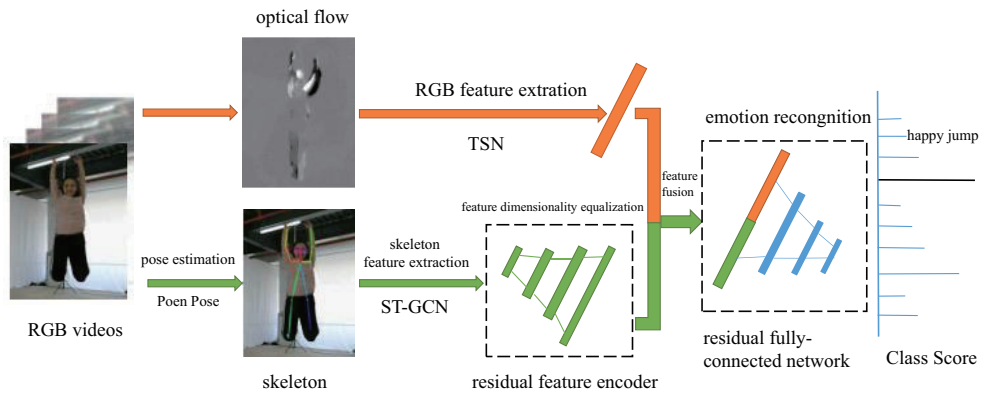 optical flow
RGB feature extration
TSN
emotion recongnition
happy jump
feature
fusion
feature dimensionality equalization
pose estimation
Poen Pose
skeleton
feature extraction
ST-GCN
RGB videos
skeleton
residual feature encoder
residual fully-
connected network
Class Score